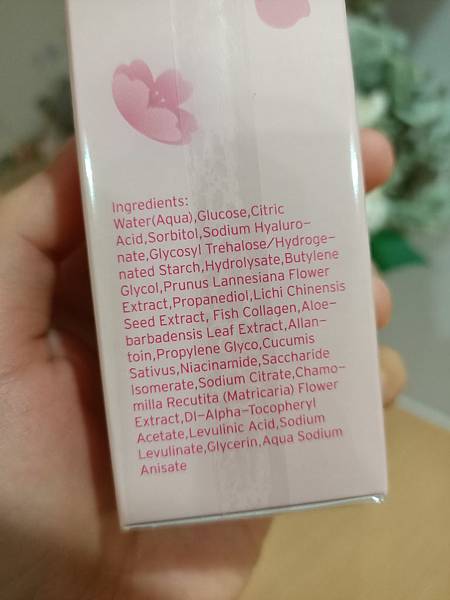 Ingredients:
Water(Aqua),Glucose,Citric
Acid,Sorbitol,Sodium Hyaluro-
nate,Glycosyl Trehalose/Hydroge-
nated Starch,Hydrolysate,Butylene
Glycol,Prunus Lannesiana Flower
Extract,Propanediol,Lichi Chinensis
Seed Extract, Fish Collagen,Aloe-
barbadensis Leaf Extract,Allan-
toin,Propylene Glyco,Cucumis
Sativus,Niacinamide,Saccharide
Isomerate,Sodium Citrate,Chamo-
milla Recutita (Matricaria) Flower
Extract,Dl-Alpha-Tocopheryl
Acetate,Levulinic Acid,Sodium
Levulinate,Glycerin,Aqua Sodium
Anisate